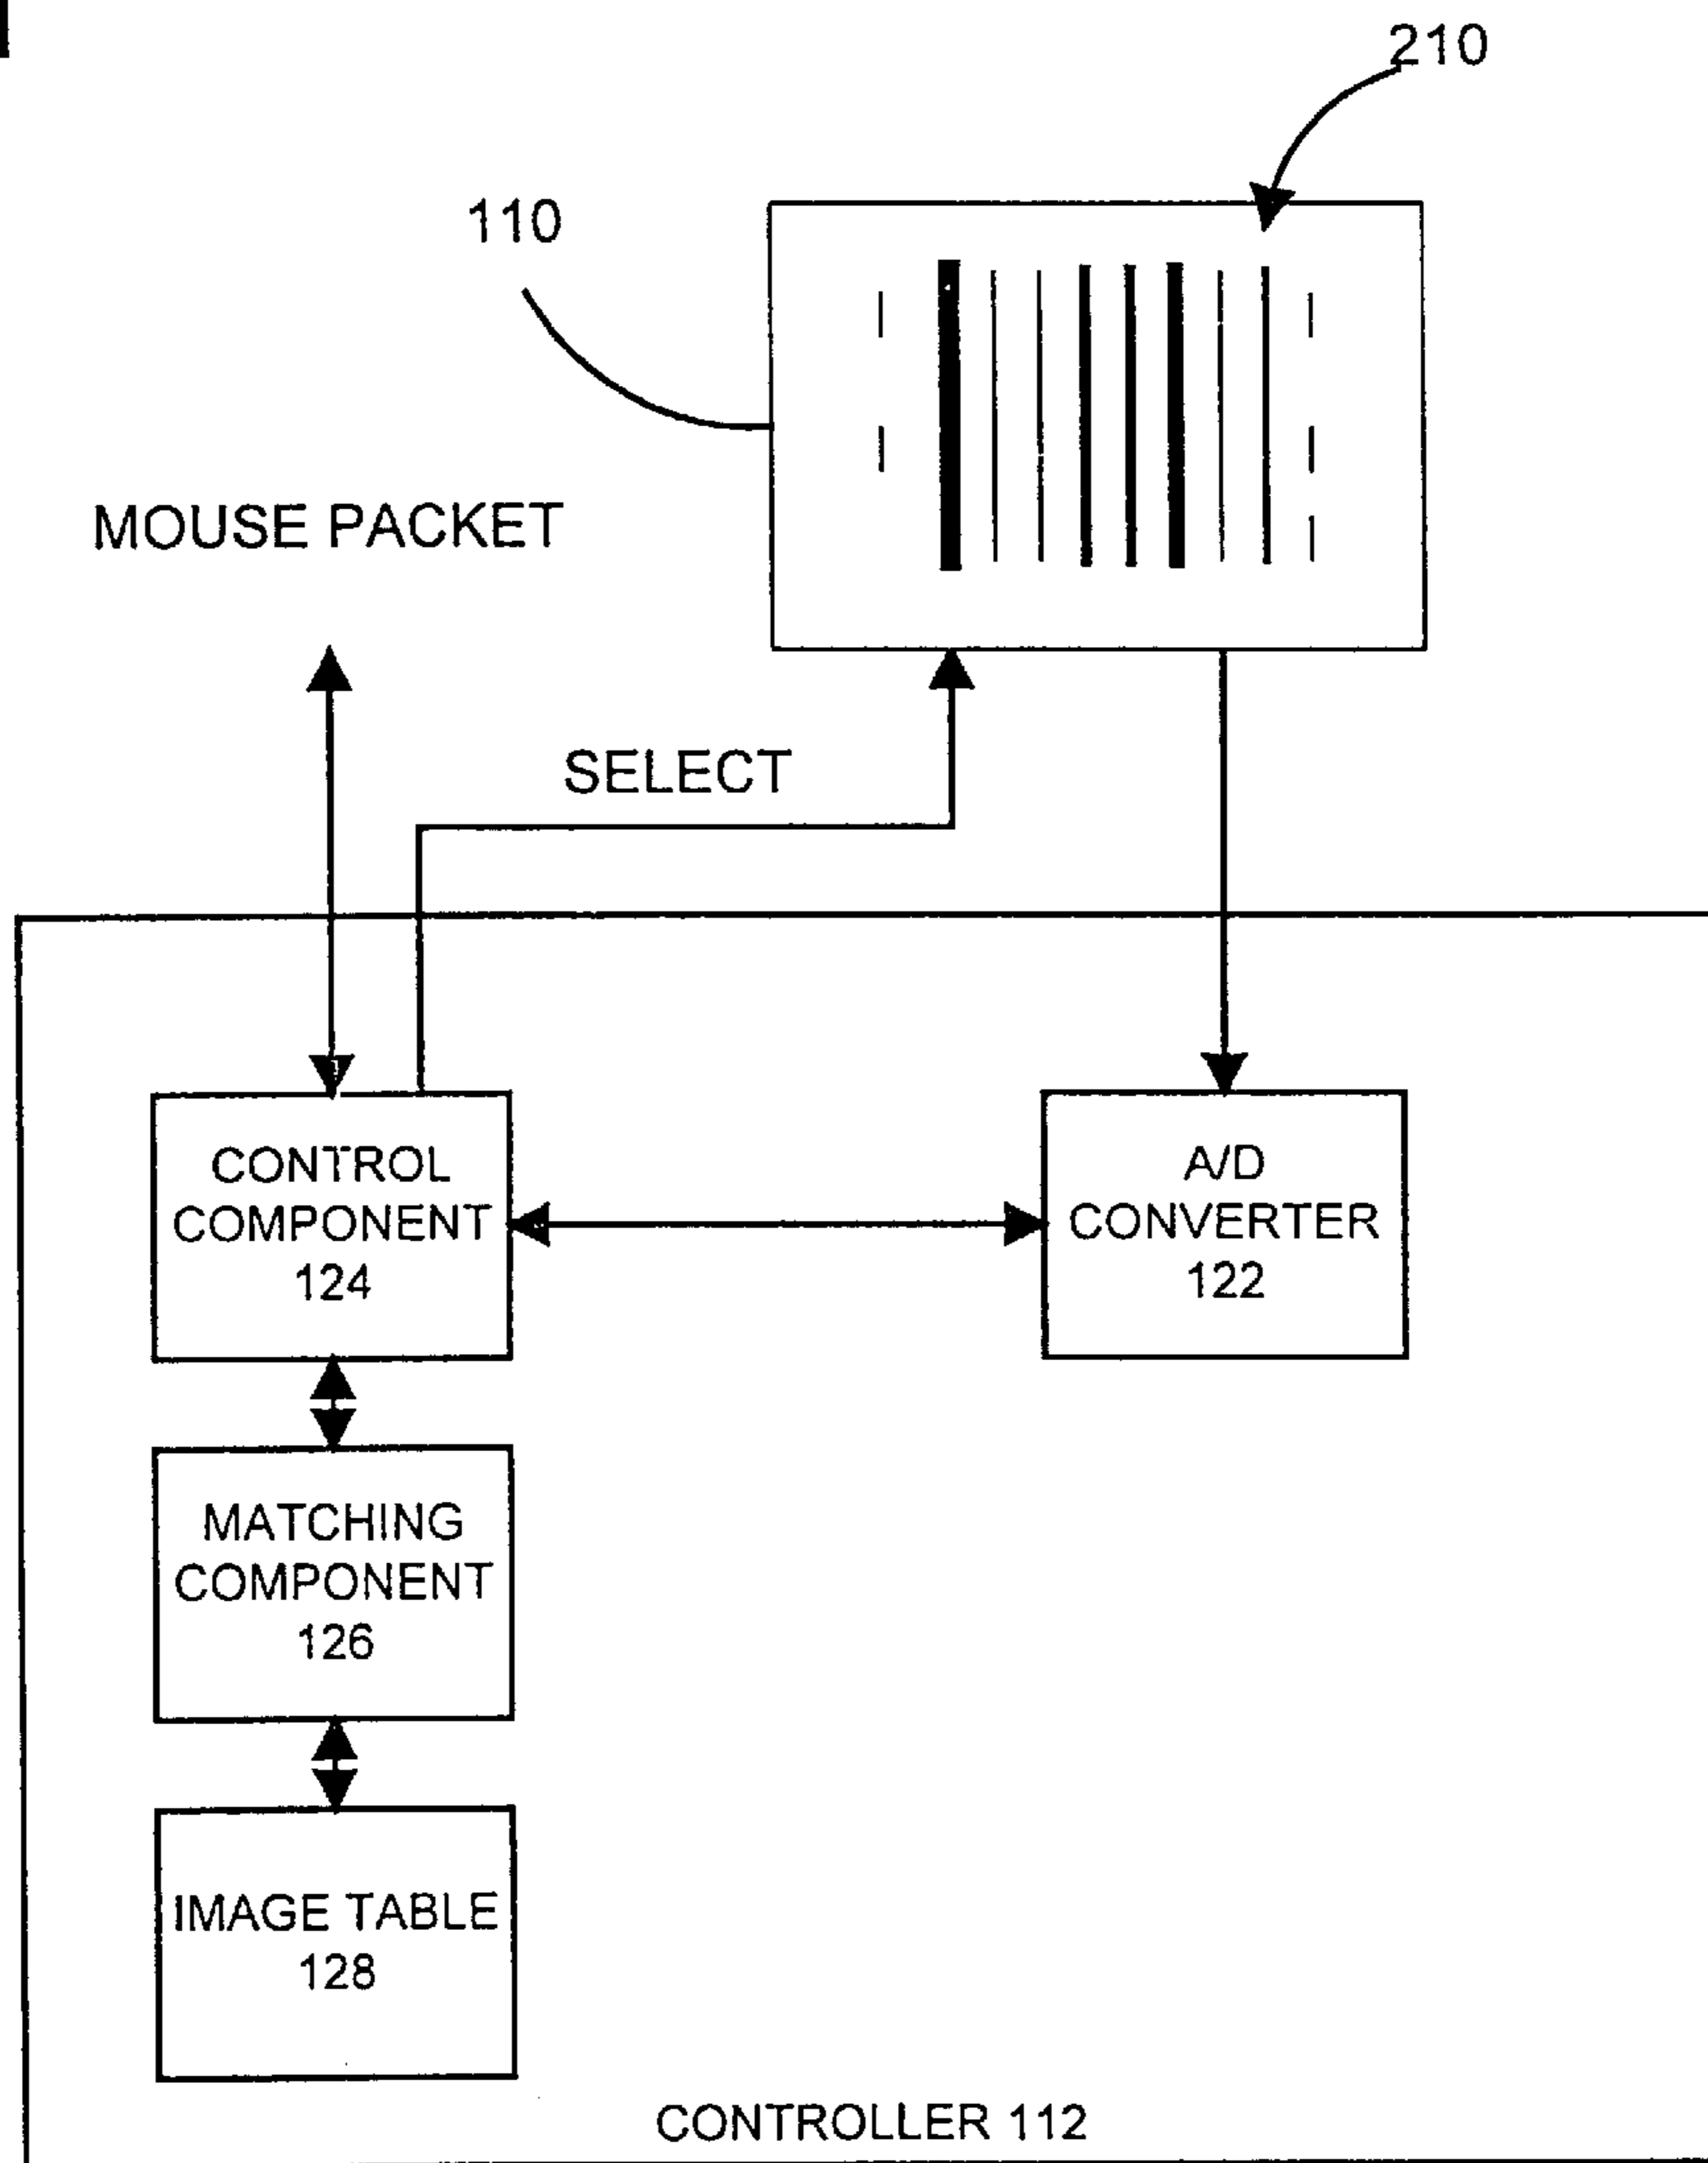 210
110
MOUSE PACKET
SELECT
CONTROL
COMPONENT
124
A/D
CONVERTER
122
MATCHING
COMPONENT
126
IMAGE TABLE
128
CONTROLLER 112